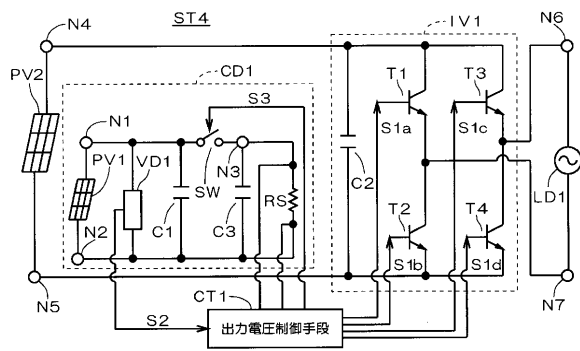 ST4
IV1
N4
N6
CD1
T1
T3
PV2
S3
N1
S1a
S1c
PV1
VD1
SW
N3
C2
LD1
RS
N2
C1
C3
T2
T4
S1b
S1d
N5
CT1
N7
S2
出力電圧制御手段